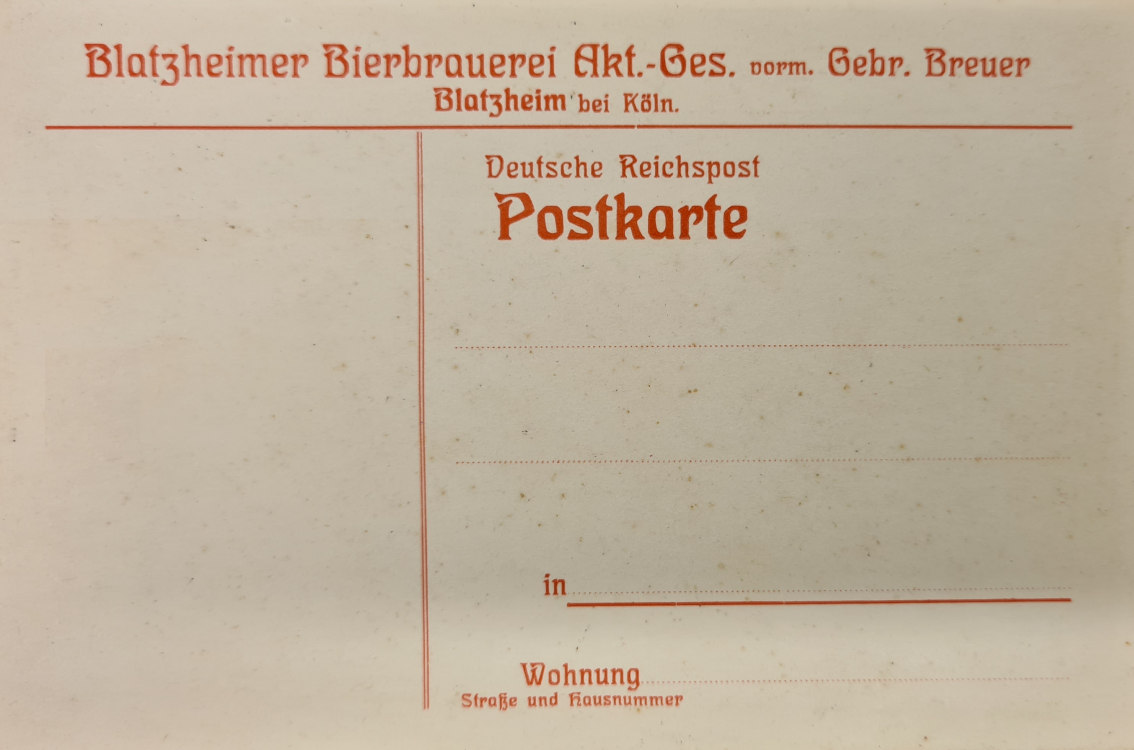 Blatzheimer Bierbrauerei Akt.-Ges. vorm. Gebr. Breuer
Blatzheim bei Köln.
Deutsche Reichspost
Postkarte
in
Wohnung
Straße und Hausnummer